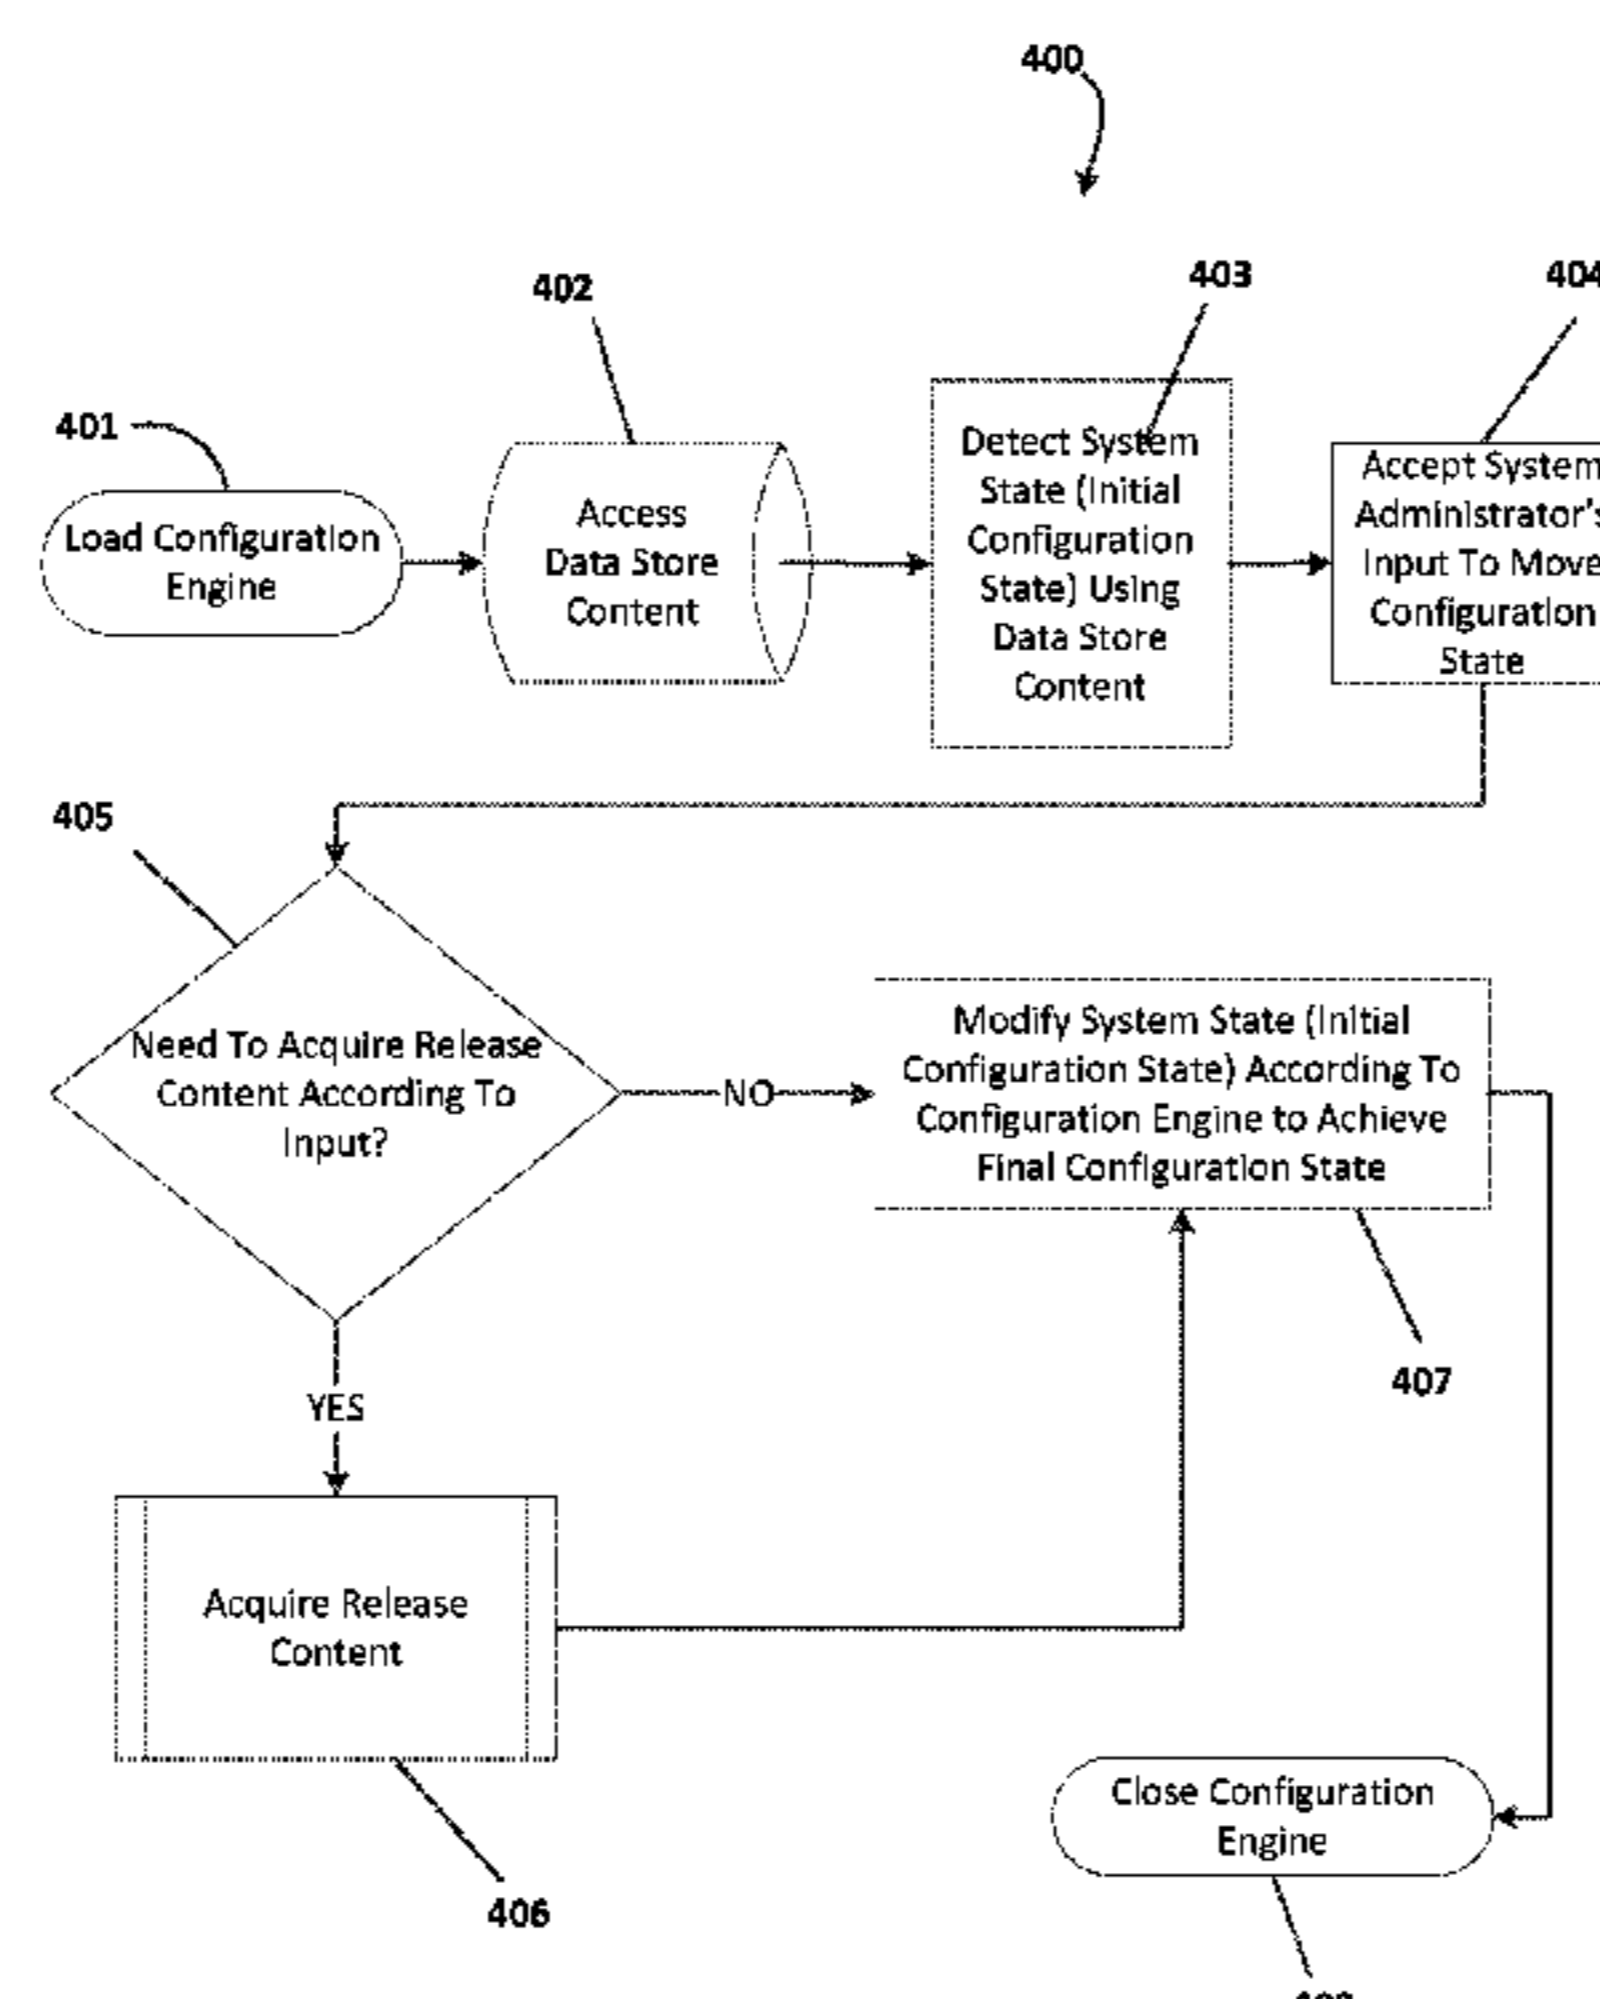 400
402
403
404
401
Load Configuration
Engine
Access
Data Store
Content
Detect System
State (Initial
Configuration
State) Using
Data Store
Content
Accept System
Administrator's
Input To Move
Configuration
State
405
Need To Acquire Release
Content According To
Input?
NO
Modify System State (Initial
Configuration State) According To
Configuration Engine to Achieve
Final Configuration State
407
YES
Acquire Release
Content
406
Close Configuration
Engine